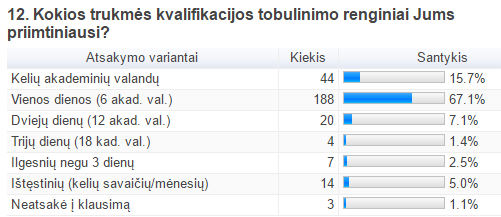 12. Kokios trukmės kvalifikacijos tobulinimo renginiai Jums
priimtiniausi?
Atsakymo variantai Kiekis Santykis
Kelių akademinių valandų 44 15.7%
Vienos dienos (6 akad. val.) 188 67.1%
Dviejų dienų (12 akad. val.) 20 7.1%
Trijų dienų (18 kad. val.) 4 1.4%
Ilgesnių negu 3 dienų 7 2.5%
Ištęstinių (kelių savaičių/mėnesių) 14 5.0%
Neatsakė į klausimą 3 1.1%